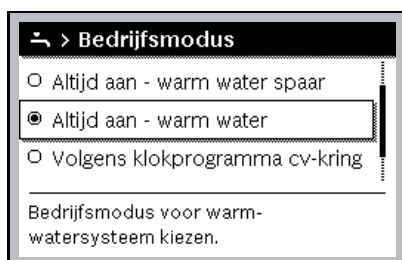 > Bedrijfsmodus
Altijd aan - warm water spaar
Altijd aan - warm water
Volgens klokprogramma cv-kring
Bedrijfsmodus voor warm-
watersysteem kiezen.